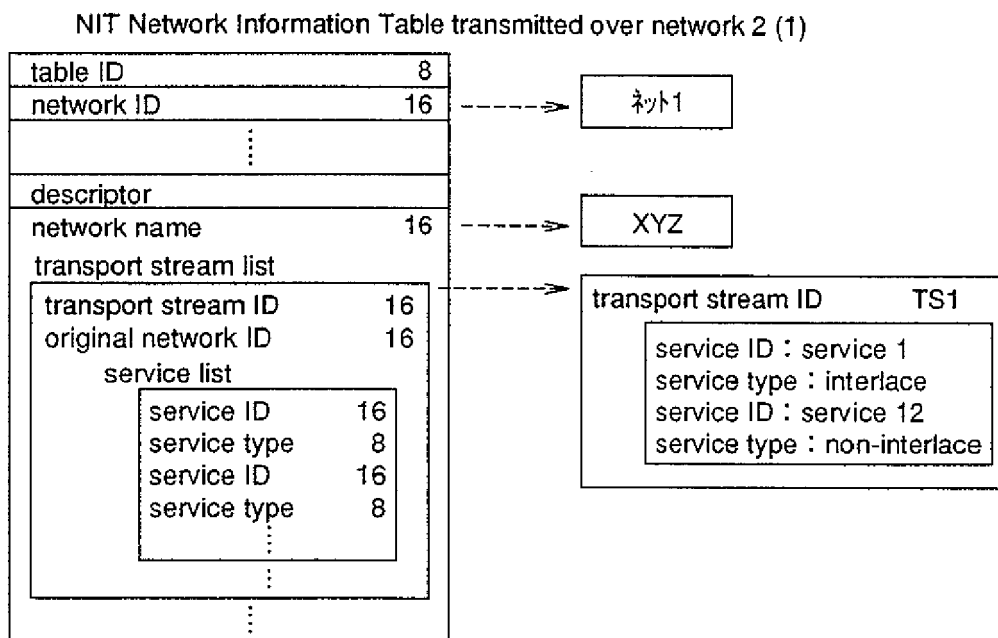 NIT Network Information Table transmitted over network 2 (1)
table ID 8
network ID 16
ネット1
descriptor
network name 16
XYZ
transport stream list
transport stream ID 16
original network ID 16
service list
service ID 16
service type 8
service ID 16
service type 8
transport stream ID TS1
service ID : service 1
service type : interlace
service ID : service 12
service type : non-interlace